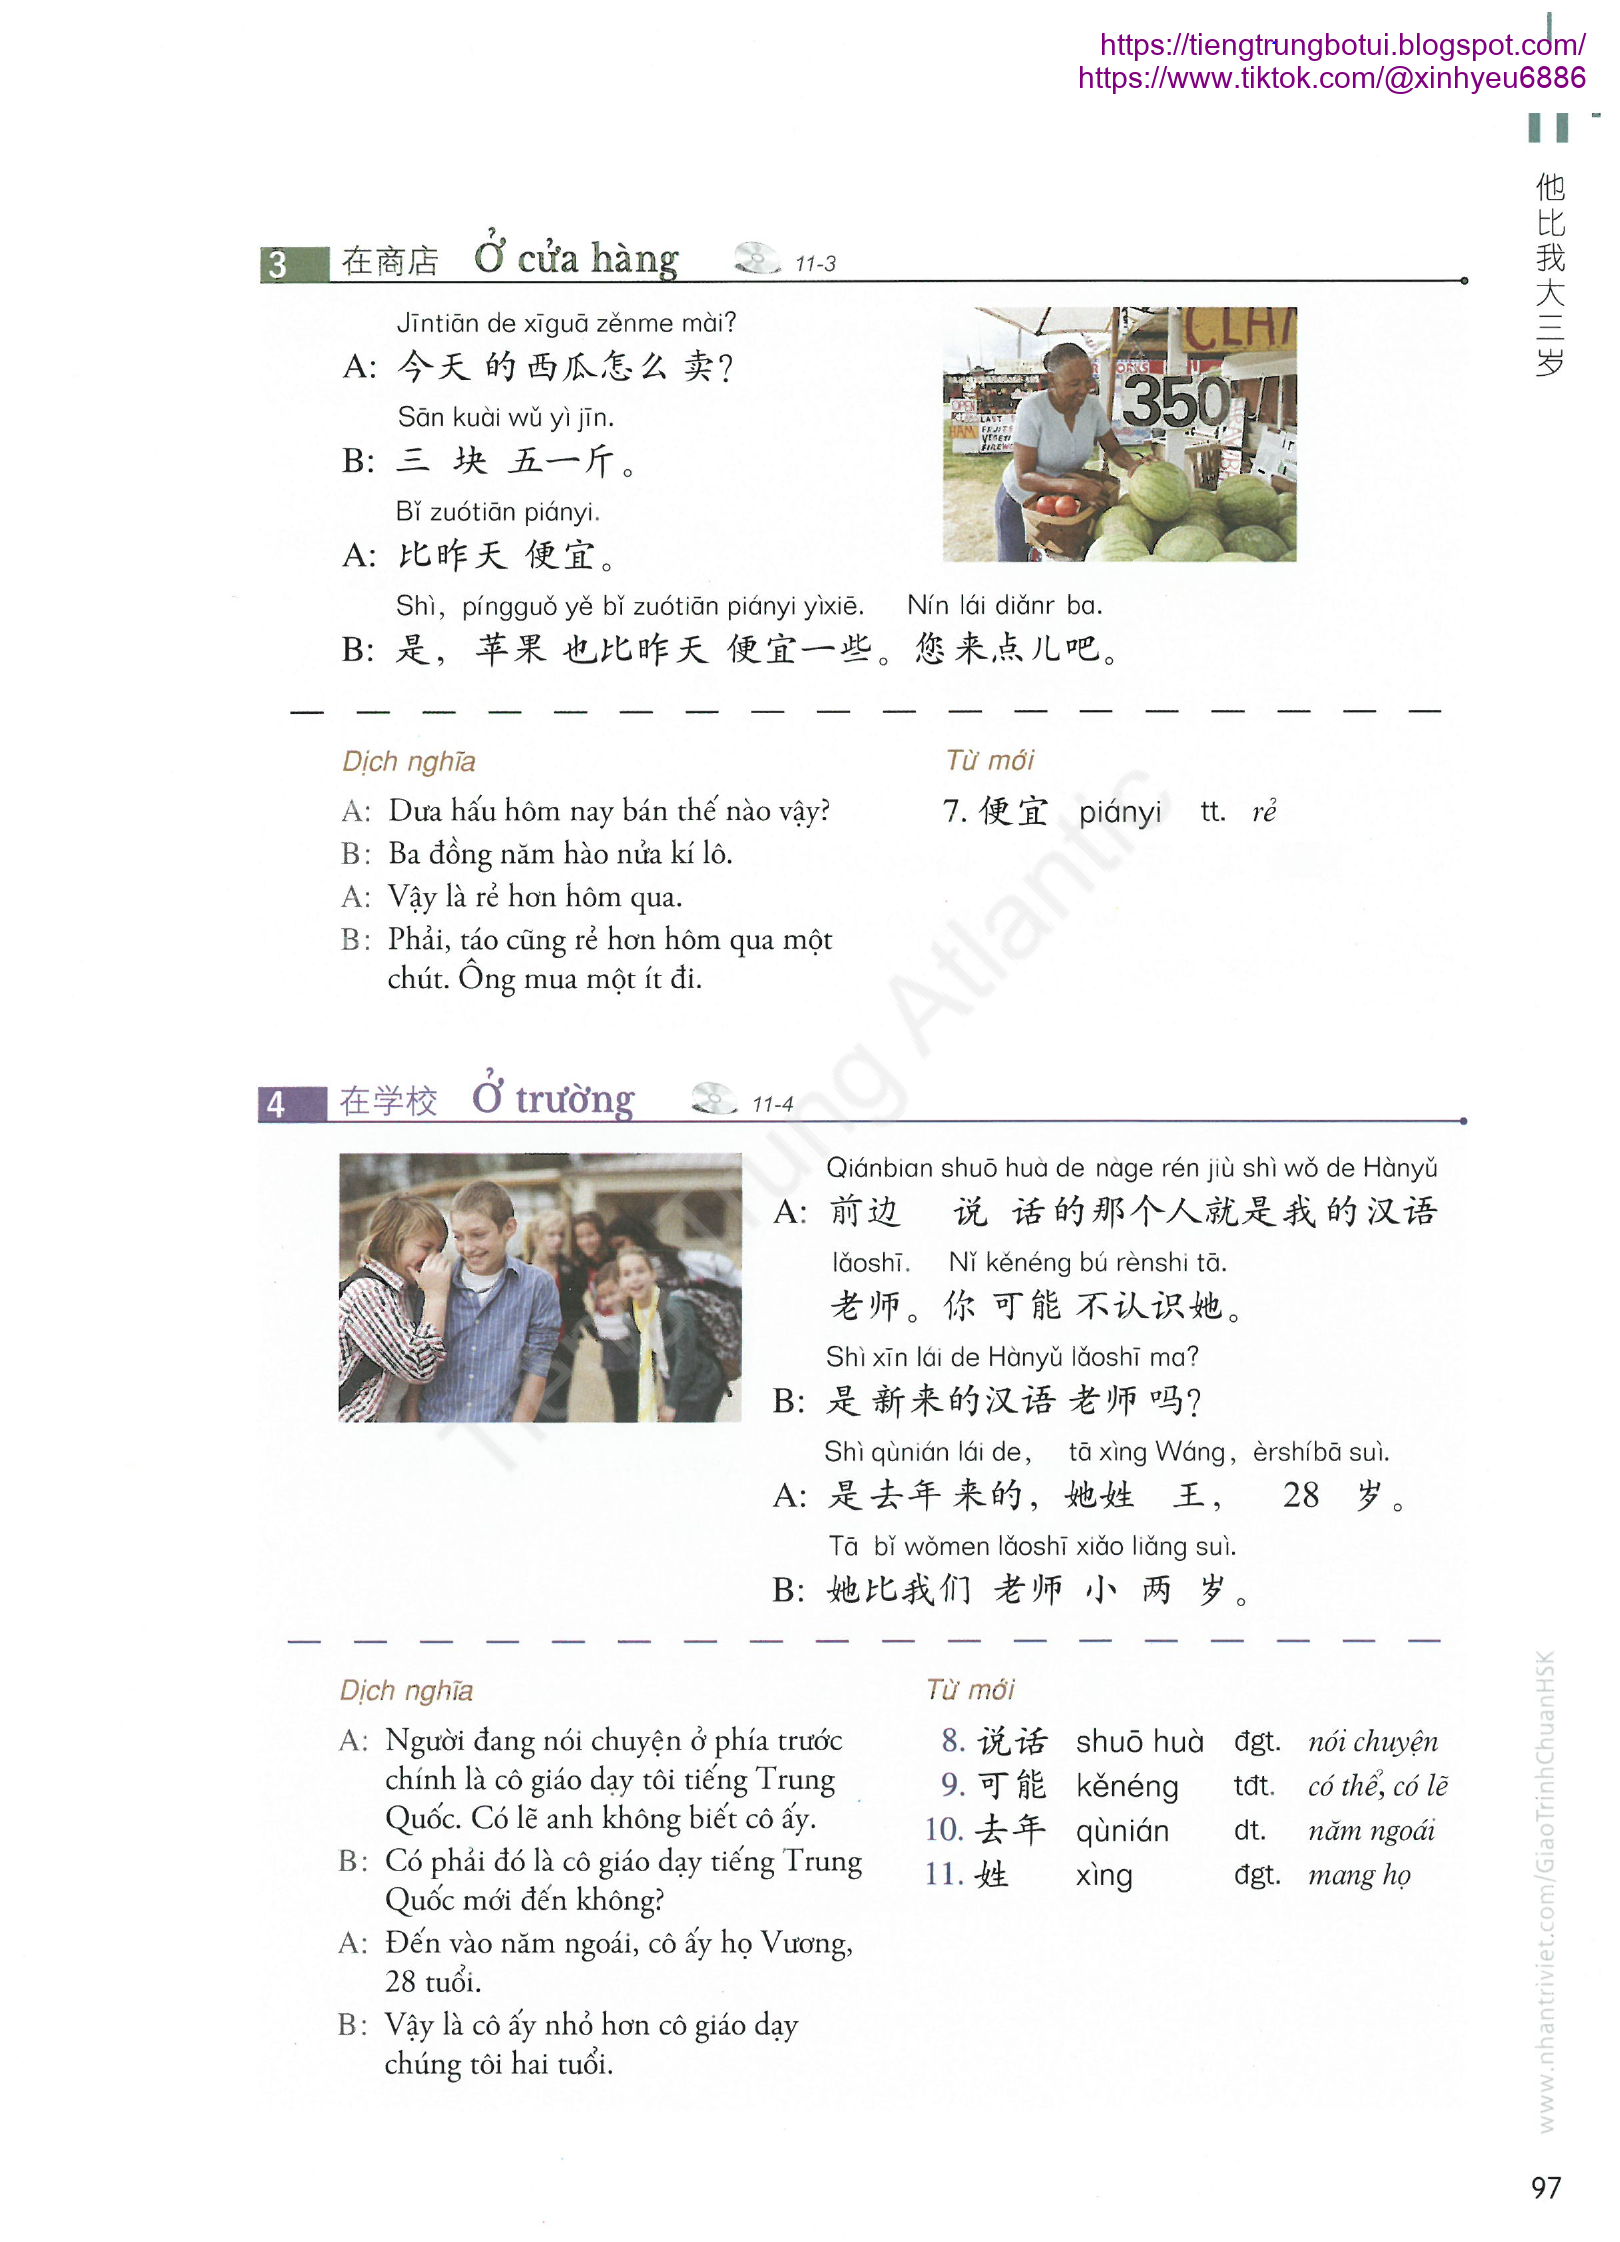 https://tiengtrungbotui.blogspot.com/
https://www.tiktok.com/@xinhyeu6886
他比我大三岁
3 在商店 Ở cửa hàng 11-3
Jīntiān de xīguā zěnme mài?
A: 今天的西瓜怎么卖?
Sān kuài wǔ yì jīn.
B: 三块五一斤。
Bǐ zuótiān piányi.
A: 比昨天便宜。
Shì, píngguǒ yě bǐ zuótiān piányi yìxiē. Nín lái diǎnr ba.
B: 是, 苹果也比昨天便宜一些。您来点儿吧。
CLA
350
OPEN
LAST
HAM
Dịch nghĩa
A: Dưa hấu hôm nay bán thế nào vậy?
B: Ba đồng năm hào nửa kí lô.
A: Vậy là rẻ hơn hôm qua.
B: Phải, táo cũng rẻ hơn hôm qua một
chút. Ông mua một ít đi.
Từ mới
7. 便宜 piányi tt. rẻ
4 在学校 Ở trường 11-4
Qiánbian shuō huà de nàge rén jiù shì wǒ de Hànyǔ
A: 前边说话的那个人就是我的汉语
lǎoshī. Nǐ kěnéng bú rènshi tā.
老师。你可能不认识她。
Shì xīn lái de Hànyǔ lǎoshī ma?
B: 是新来的汉语老师吗?
Shì qùnián lái de, tā xìng Wáng, èrshíbā suì.
A: 是去年来的, 她姓王, 28 岁。
Tā bǐ wǒmen lǎoshī xiǎo liǎng suì.
B: 她比我们老师小两岁。
Dịch nghĩa
A: Người đang nói chuyện ở phía trước
chính là cô giáo dạy tôi tiếng Trung
Quốc. Có lẽ anh không biết cô ấy.
B: Có phải đó là cô giáo dạy tiếng Trung
Quốc mới đến không?
A: Đến vào năm ngoái, cô ấy họ Vương,
28 tuổi.
B: Vậy là cô ấy nhỏ hơn cô giáo dạy
chúng tôi hai tuổi.
Từ mới
8. 说话 shuō huà đgt. nói chuyện
9. 可能 kěnéng tđt. có thể, có lẽ
10. 去年 qùnián dt. năm ngoái
11. 姓 xìng đgt. mang họ
Tiếng Trung Atlantic
www.nhantriviet.com/GiaoTrinhChuanHSK
97